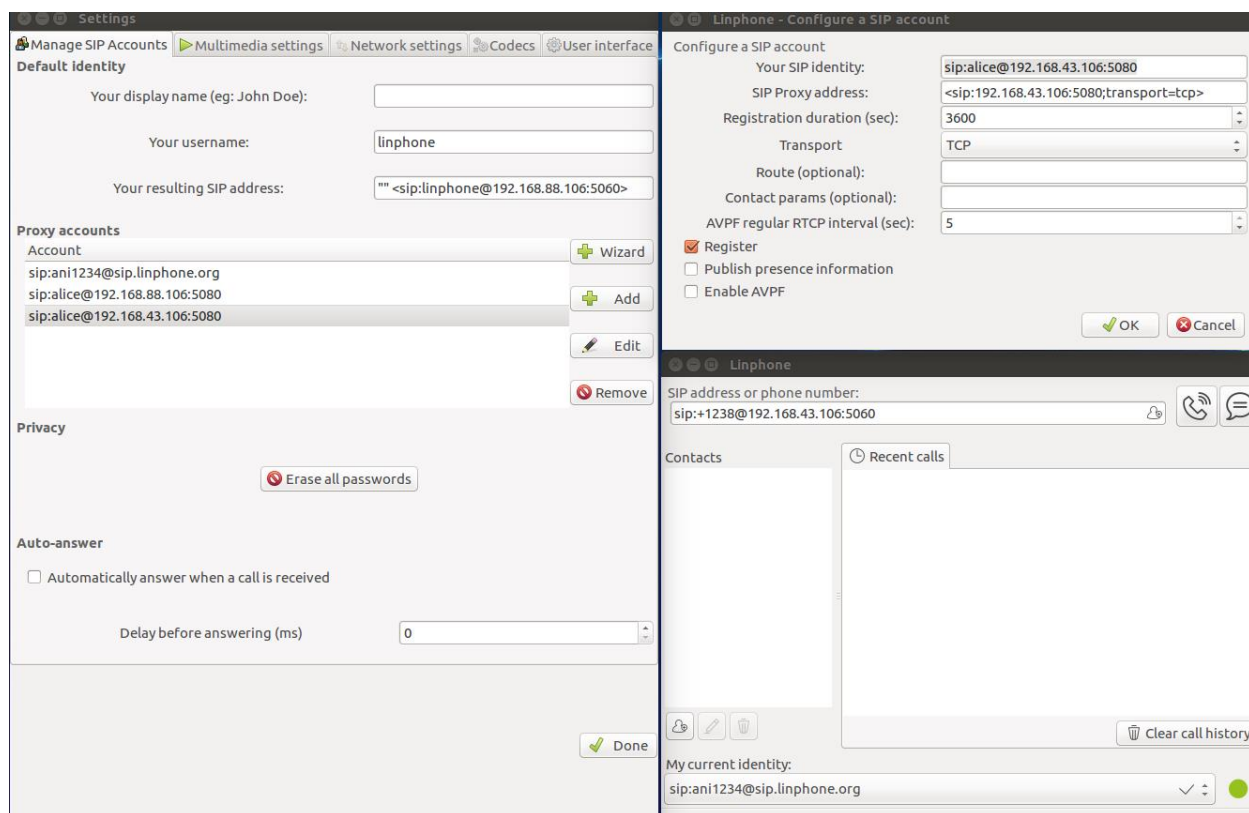 Settings
Manage SIP Accounts Multimedia settings Network settings Codecs User interface
Default identity
Your display name (eg: John Doe):
Your username: linphone
Your resulting SIP address: "" <sip:linphone@192.168.88.106:5060>
Proxy accounts
Account
sip:ani1234@sip.linphone.org
sip:alice@192.168.88.106:5080
sip:alice@192.168.43.106:5080
Wizard
Add
Edit
Remove
Privacy
Erase all passwords
Auto-answer
Automatically answer when a call is received
Delay before answering (ms) 0
Done
Linphone - Configure a SIP account
Configure a SIP account
Your SIP identity: sip:alice@192.168.43.106:5080
SIP Proxy address: <sip:192.168.43.106:5080;transport=tcp>
Registration duration (sec): 3600
Transport TCP
Route (optional):
Contact params (optional):
AVPF regular RTCP interval (sec): 5
Register
Publish presence information
Enable AVPF
OK Cancel
Linphone
SIP address or phone number:
sip:+1238@192.168.43.106:5060
Contacts
Recent calls
Clear call history
My current identity:
sip:ani1234@sip.linphone.org